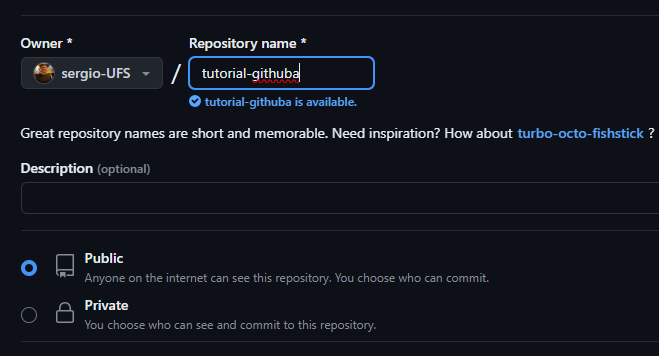 Owner * Repository name *
sergio-UFS / tutorial-githuba
tutorial-githuba is available.
Great repository names are short and memorable. Need inspiration? How about turbo-octo-fishstick ?
Description (optional)
Public
Anyone on the internet can see this repository. You choose who can commit.
Private
You choose who can see and commit to this repository.